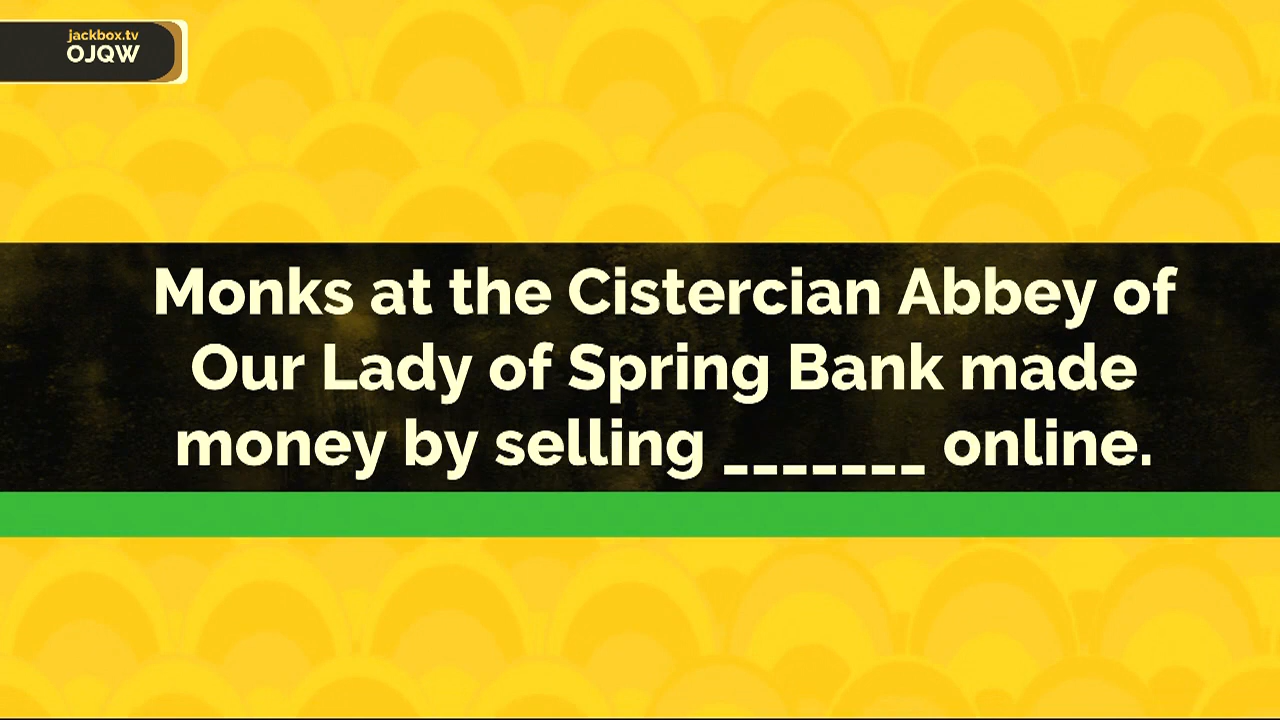 jackbox.tv
OJQW
Monks at the Cistercian Abbey of
Our Lady of Spring Bank made
money by selling _______ online.